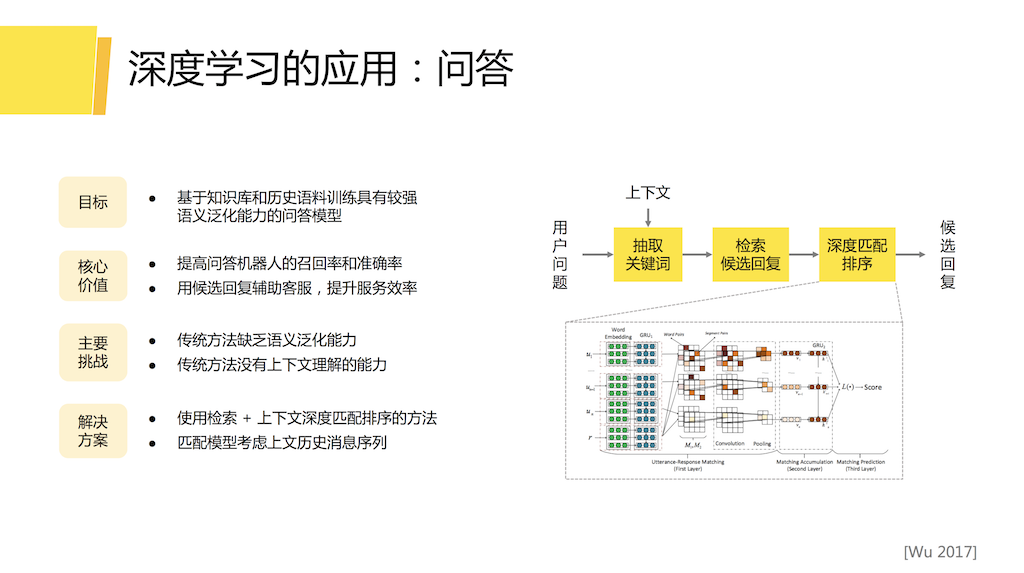 深度学习的应用：问答
目标
基于知识库和历史语料训练具有较强
语义泛化能力的问答模型
核心
价值
提高问答机器人的召回率和准确率
用候选回复辅助客服，提升服务效率
主要
挑战
传统方法缺乏语义泛化能力
传统方法没有上下文理解的能力
解决
方案
使用检索 + 上下文深度匹配排序的方法
匹配模型考虑上文历史消息序列
上下文
用户问题
抽取
关键词
检索
候选回复
深度匹配
排序
候选回复
Word
Embedding
GRU₁
Word Pairs
Segment Pairs
GRU₂
u₁
r
L(•)
Score
M₁,M₂
Convolution
Pooling
Utterance-Response Matching
(First Layer)
Matching Accumulation
(Second Layer)
Matching Prediction
(Third Layer)
[Wu 2017]